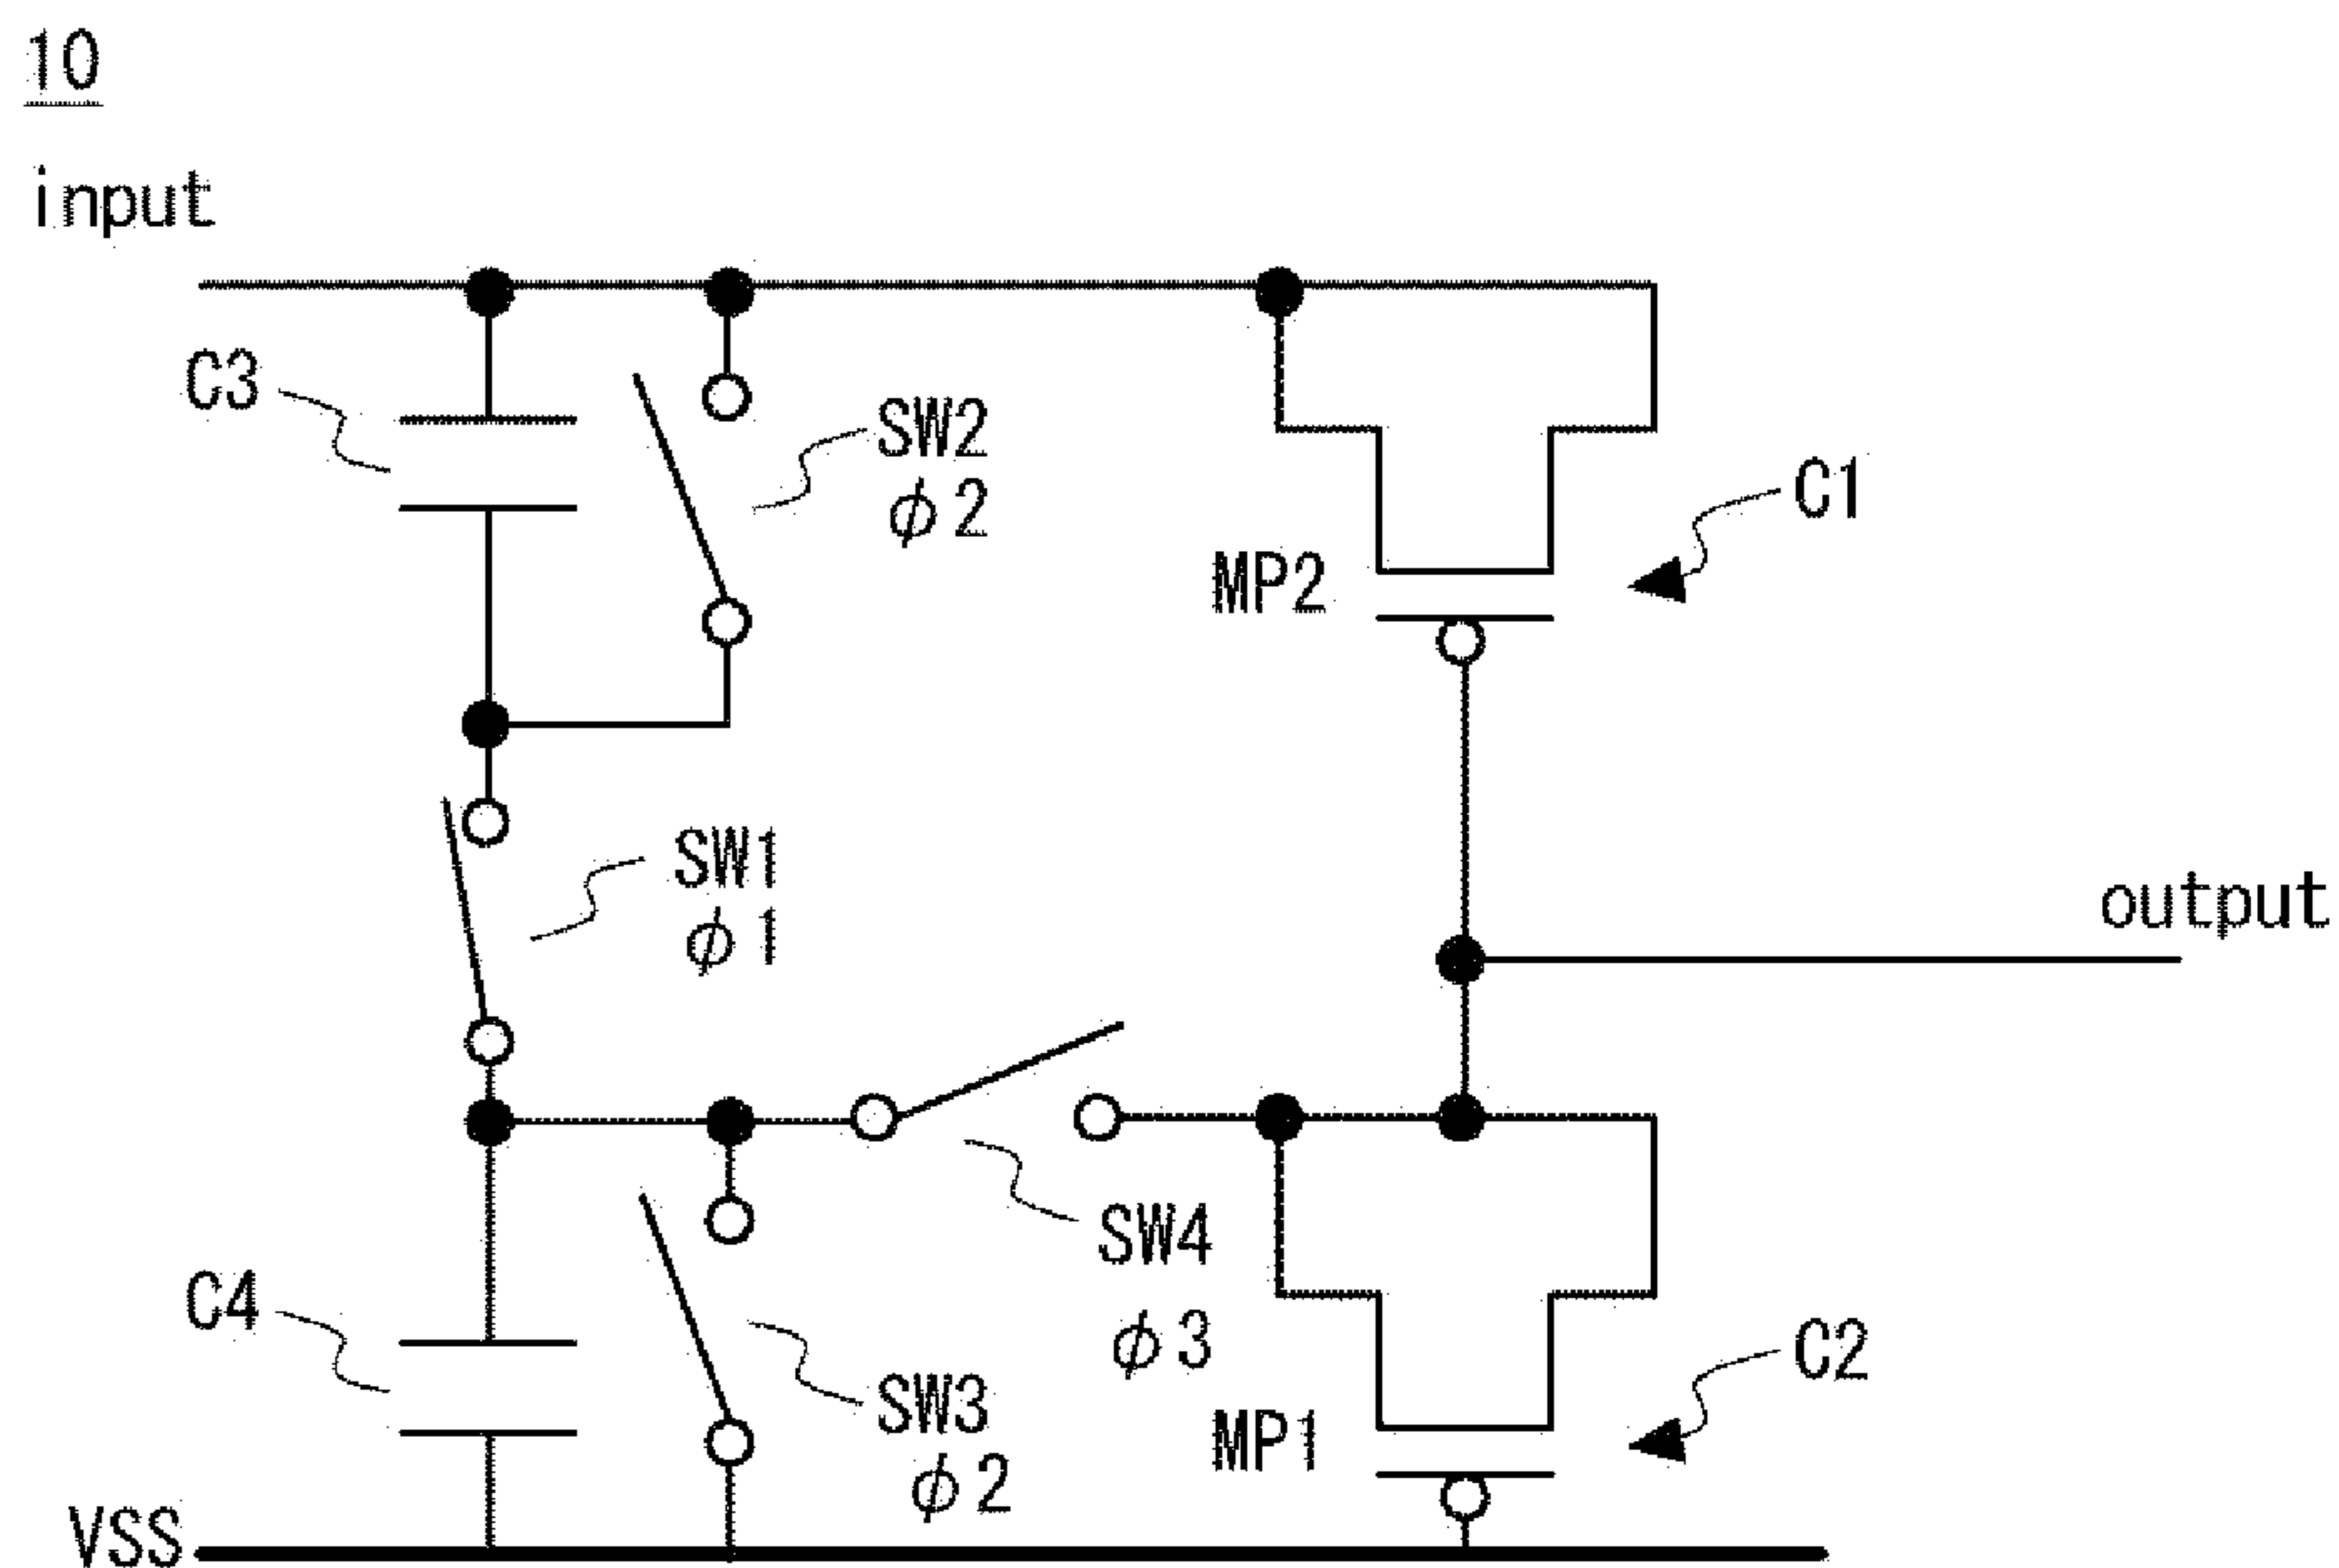 10
input
C3
SW2
φ2
C1
MP2
SW1
φ1
output
SW4
φ3
C4
SW3
φ2
MP1
C2
VSS